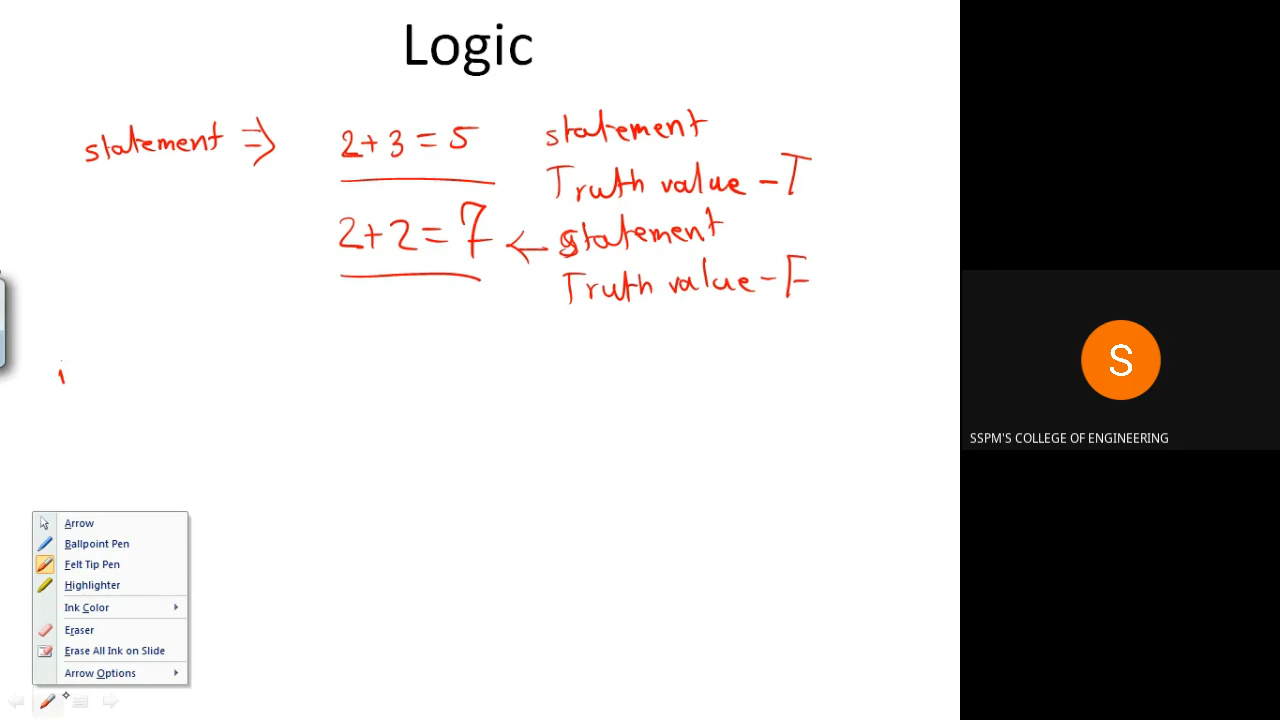 Logic
statement ⇒ 2+3=5 statement
Truth value - T
2+2=7 ← statement
Truth value - F
S
SSPM'S COLLEGE OF ENGINEERING
Arrow
Ballpoint Pen
Felt Tip Pen
Highlighter
Ink Color
Eraser
Erase All Ink on Slide
Arrow Options